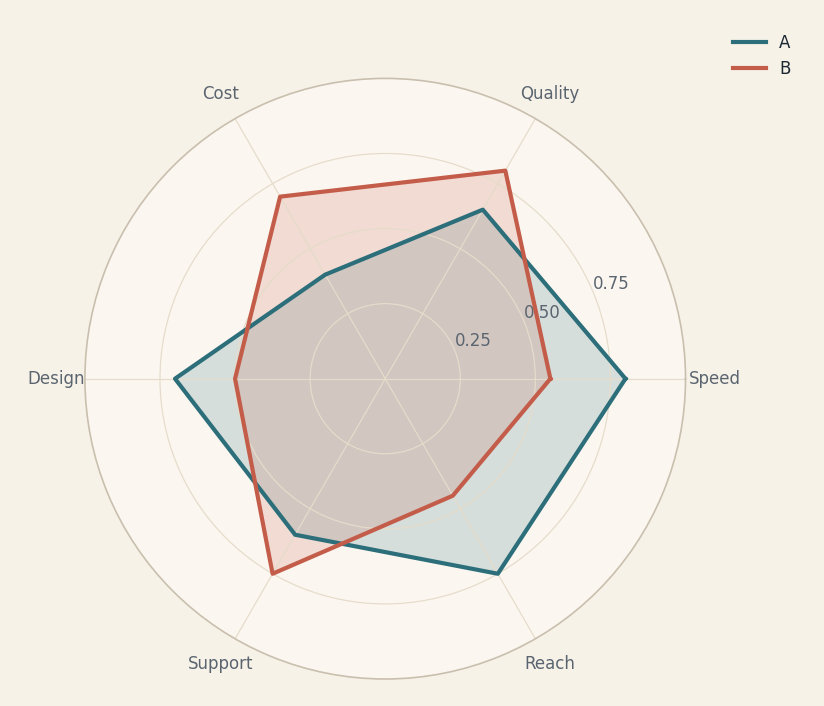 A
B
Cost
Quality
0.75
0.50
0.25
Design
Speed
Support
Reach